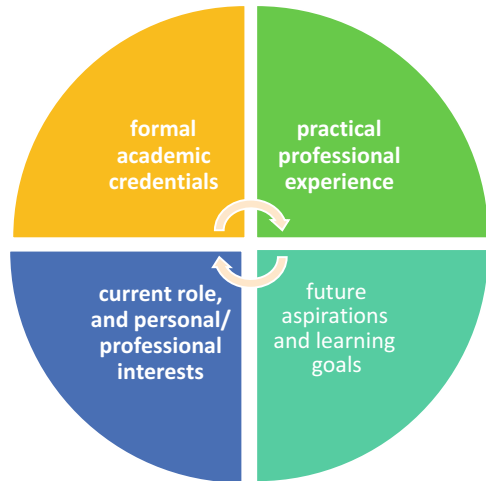 formal
academic
credentials
practical
professional
experience
current role,
and personal/
professional
interests
future
aspirations
and learning
goals